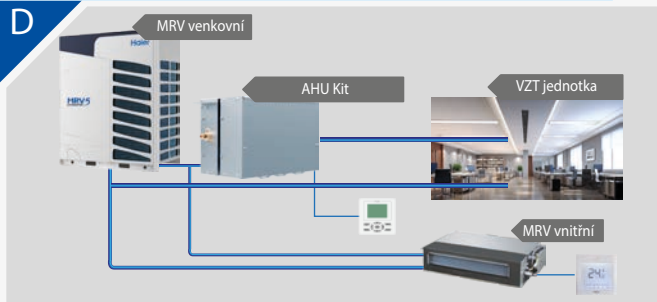 D
MRV venkovní
Haier
MRV5
AHU Kit
VZT jednotka
MRV vnitřní
24